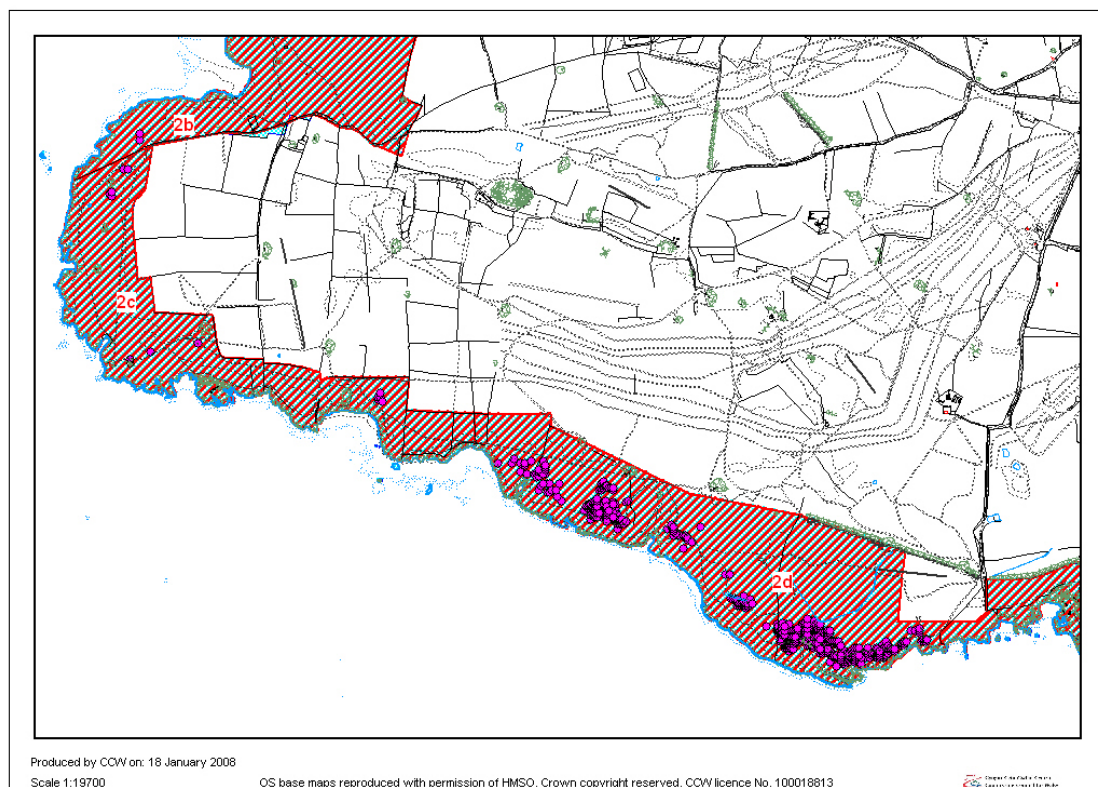 2b
2c
2d
Produced by CCW on: 18 January 2008
Scale 1:19700
OS base maps reproduced with permission of HMSO. Crown copyright reserved. CCW licence No. 100018813